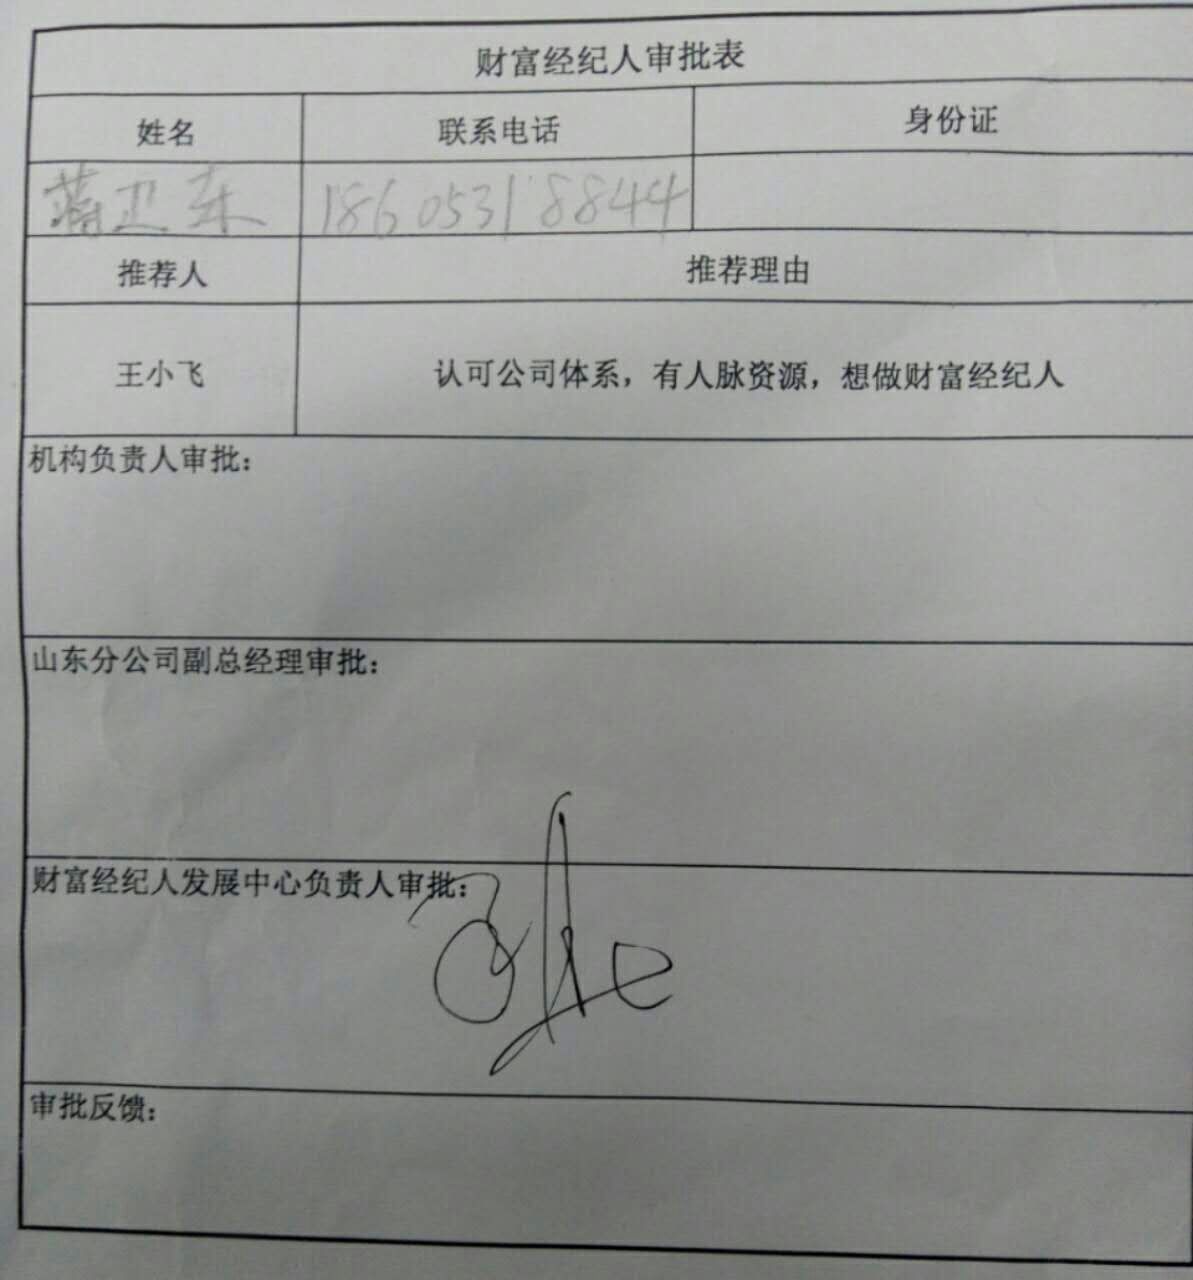 财富经纪人审批表
姓名 联系电话 身份证
蒋卫东 18605318844
推荐人 推荐理由
王小飞 认可公司体系，有人脉资源，想做财富经纪人
机构负责人审批：
山东分公司副总经理审批：
财富经纪人发展中心负责人审批：
审批反馈：